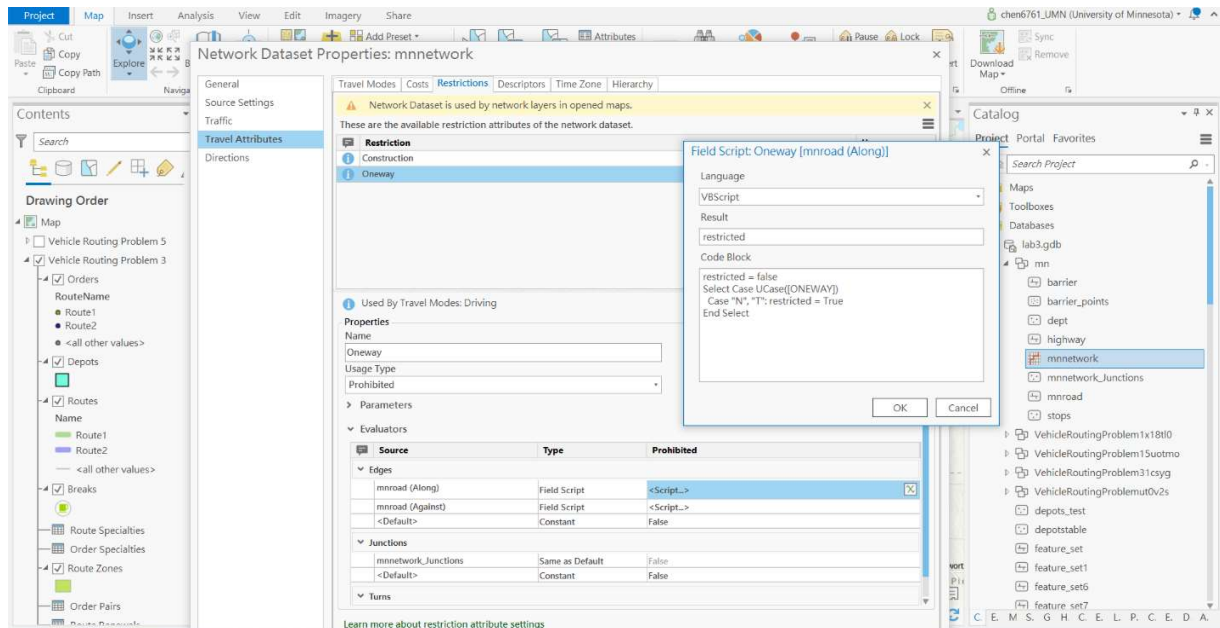 Project Map Insert Analysis View Edit Imagery Share
chen6761_UMN (University of Minnesota)
Cut
Copy
Copy Path
Paste
Explore
Clipboard
Add Preset
Attributes
Pause
Lock
Download
Map
Sync
Remove
Offline
Network Dataset Properties: mnnetwork
General
Source Settings
Traffic
Travel Attributes
Directions
Travel Modes Costs Restrictions Descriptors Time Zone Hierarchy
Network Dataset is used by network layers in opened maps.
These are the available restriction attributes of the network dataset.
Restriction
Construction
Oneway
Used By Travel Modes: Driving
Properties
Name
Oneway
Usage Type
Prohibited
Parameters
Evaluators
Source Type Prohibited
Edges
mnroad (Along) Field Script <Script...>
mnroad (Against) Field Script <Script...>
<Default> Constant False
Junctions
mnnetwork_Junctions Same as Default False
<Default> Constant False
Turns
Learn more about restriction attribute settings
Field Script: Oneway [mnroad (Along)]
Language
VBScript
Result
restricted
Code Block
restricted = false
Select Case UCase([ONEWAY])
Case "N", "T": restricted = True
End Select
OK Cancel
Contents
Search
Drawing Order
Map
Vehicle Routing Problem 5
Vehicle Routing Problem 3
Orders
RouteName
Route1
Route2
<all other values>
Depots
Routes
Name
Route1
Route2
<all other values>
Breaks
Route Specialties
Order Specialties
Route Zones
Order Pairs
Route Renewals
Catalog
Project Portal Favorites
Search Project
Maps
Toolboxes
Databases
lab3.gdb
mn
barrier
barrier_points
dept
highway
mnnetwork
mnnetwork_Junctions
mnroad
stops
VehicleRoutingProblem1x18tl0
VehicleRoutingProblem15uotmo
VehicleRoutingProblem31csyg
VehicleRoutingProblemut0v2s
depots_test
depotstable
feature_set
feature_set1
feature_set6
feature_set7
C. E. M S. G H C. E. L. P. C. E. D A.